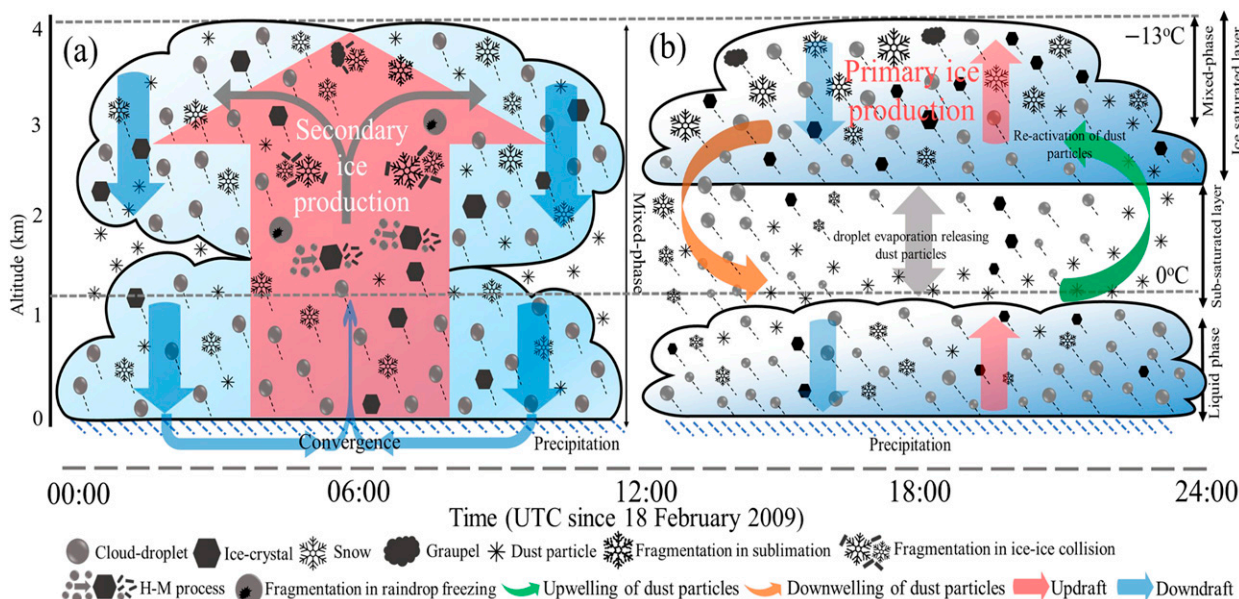 (a)
(b)
4
3
2
1
0
Altitude (km)
Secondary
ice
production
Convergence
Precipitation
Mixed-phase
Primary ice
production
Re-activation of dust
particles
droplet evaporation releasing
dust particles
−13°C
0°C
Mixed-phase
Ice saturated layer
Sub-saturated layer
Liquid phase
Precipitation
00:00
06:00
12:00
18:00
24:00
Time (UTC since 18 February 2009)
Cloud-droplet Ice-crystal Snow Graupel Dust particle Fragmentation in sublimation Fragmentation in ice-ice collision
H-M process Fragmentation in raindrop freezing Upwelling of dust particles Downwelling of dust particles Updraft Downdraft